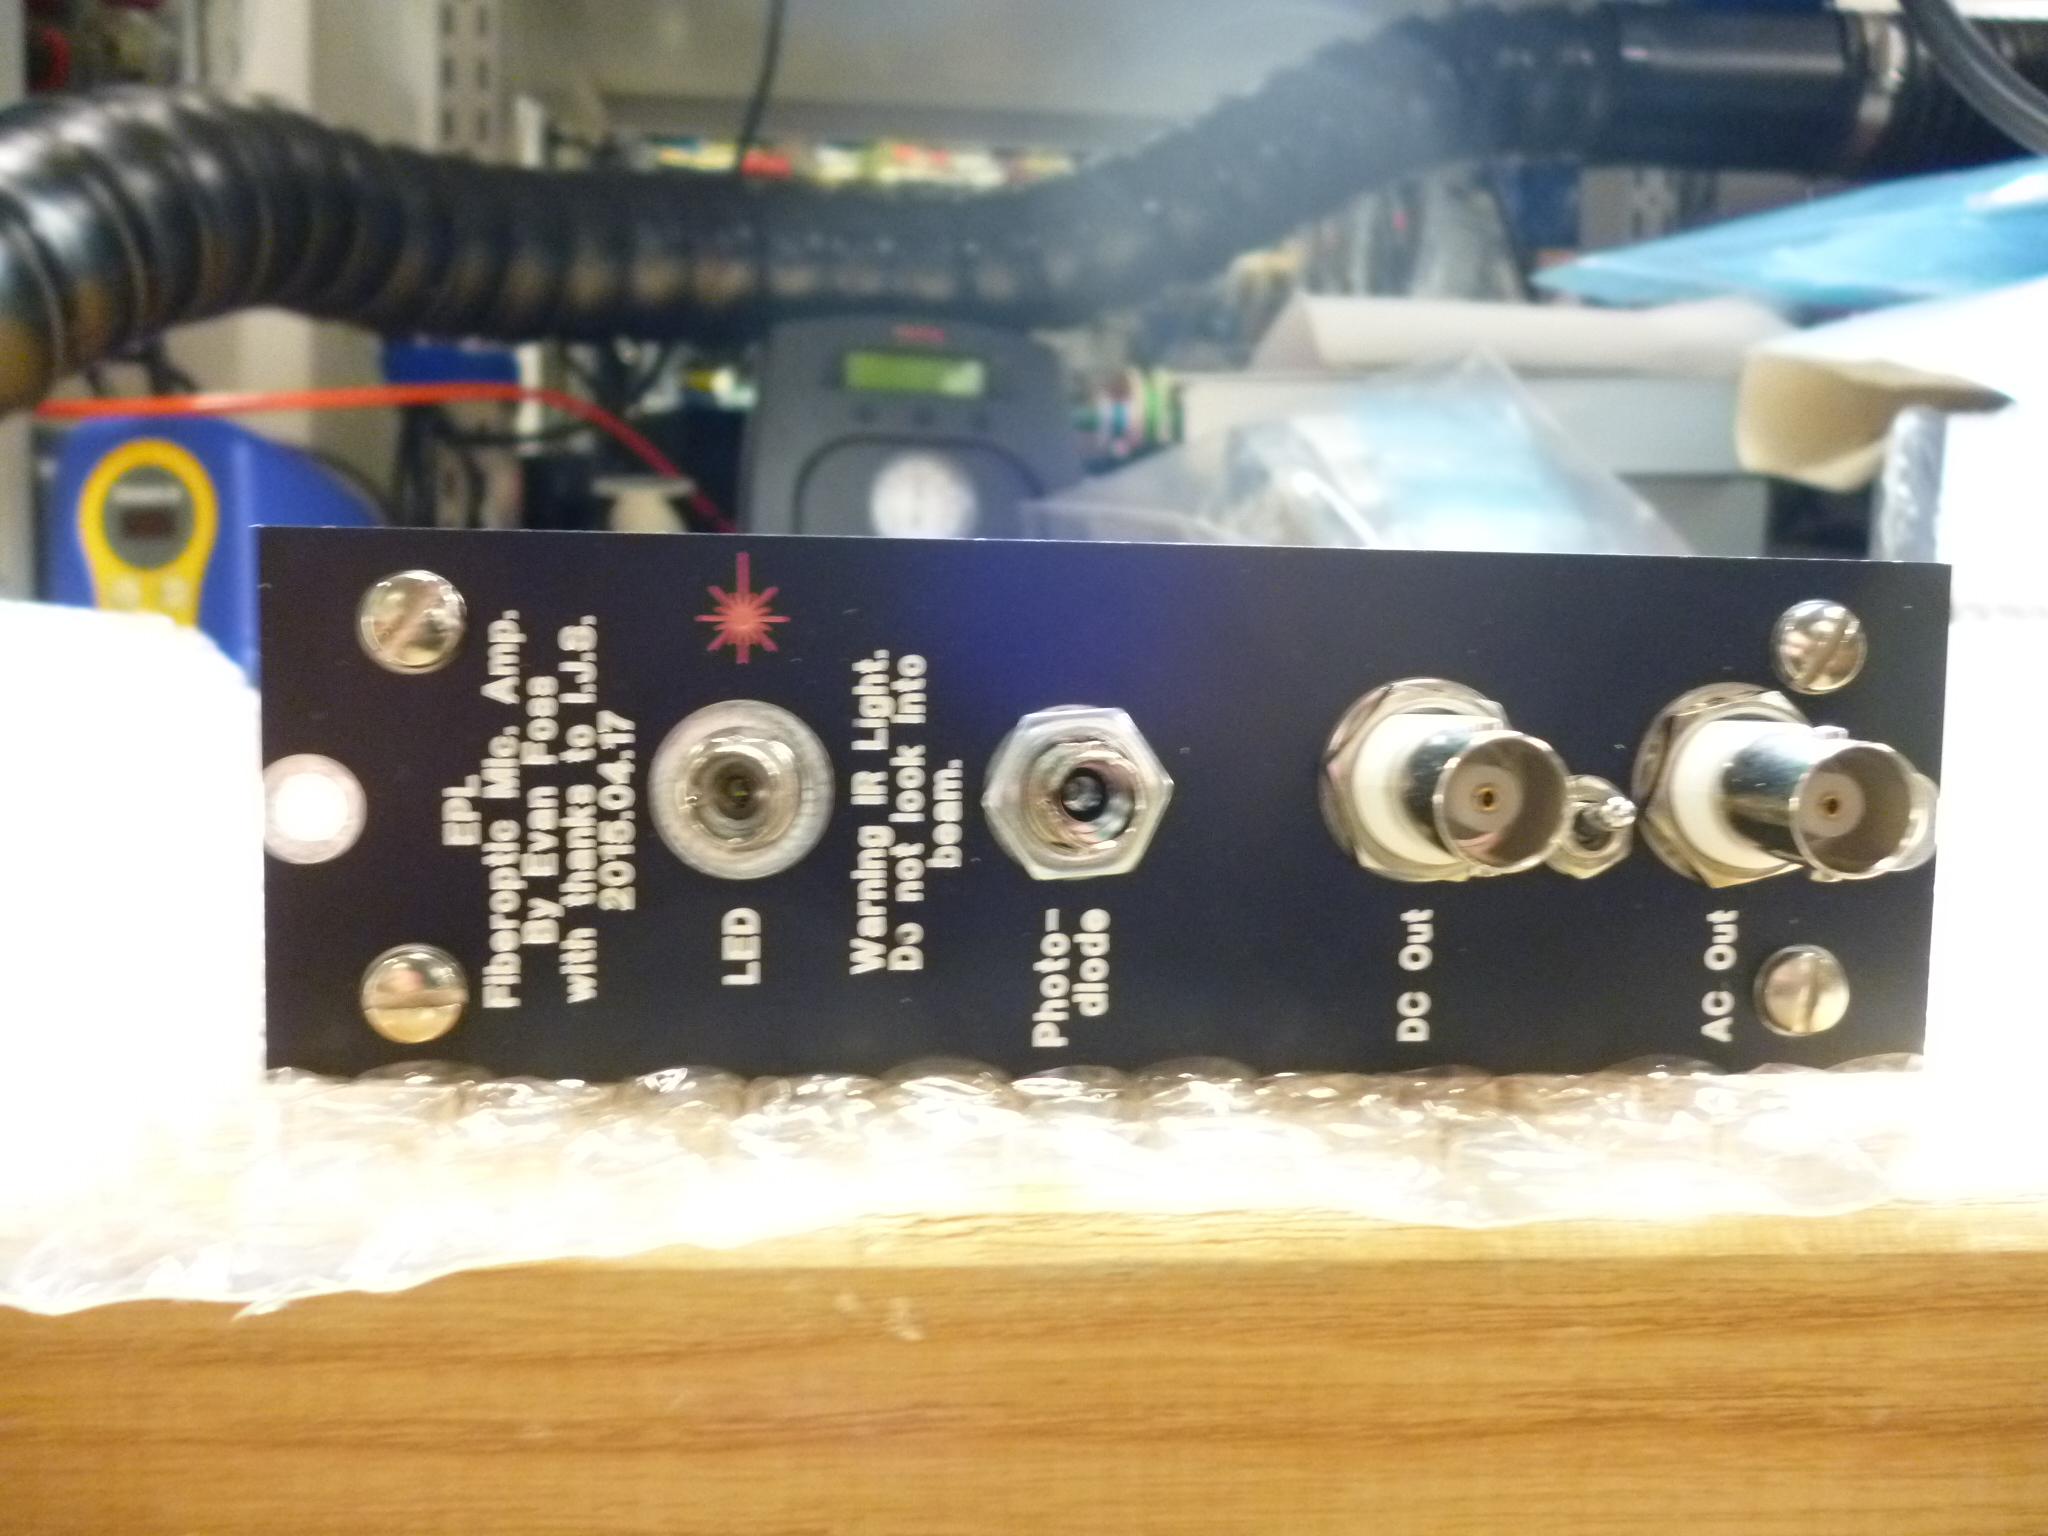 EPL
Fiberoptic Mic. Amp.
By Evan Foss
with thanks to I.J.S.
2015.04.17
LED
Warning IR Light.
Do not look into
beam.
Photo-
diode
DC Out
AC Out